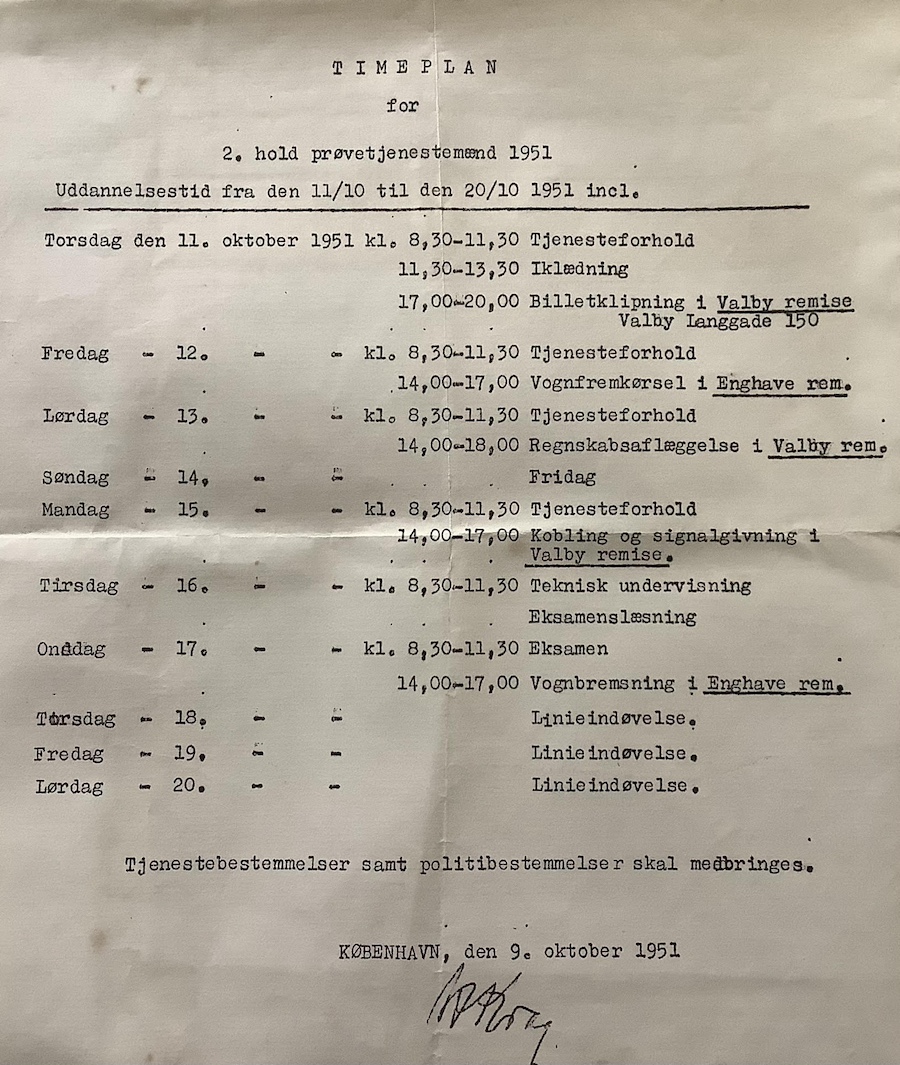 T I M E P L A N
for
2. hold prøvetjenestemænd 1951
Uddannelsestid fra den 11/10 til den 20/10 1951 incl.
Torsdag den 11. oktober 1951 kl. 8,30-11,30 Tjenesteforhold
11,30-13,30 Iklædning
17,00-20,00 Billetklipning i Valby remise
Valby Langgade 150
Fredag - 12. - - kl. 8,30-11,30 Tjenesteforhold
14,00-17,00 Vognfremkørsel i Enghave rem.
Lørdag - 13. - - kl. 8,30-11,30 Tjenesteforhold
14,00-18,00 Regnskabsaflæggelse i Valby rem.
Søndag - 14. - - Fridag
Mandag - 15. - - kl. 8,30-11,30 Tjenesteforhold
14,00-17,00 Kobling og signalgivning i
Valby remise.
Tirsdag - 16. - - kl. 8,30-11,30 Teknisk undervisning
Eksamenslæsning
Onsdag - 17. - - kl. 8,30-11,30 Eksamen
14,00-17,00 Vognbremsning i Enghave rem.
Torsdag - 18. - - Linieindøvelse.
Fredag - 19. - - Linieindøvelse.
Lørdag - 20. - - Linieindøvelse.
Tjenestebestemmelser samt politibestemmelser skal medbringes.
KØBENHAVN, den 9. oktober 1951